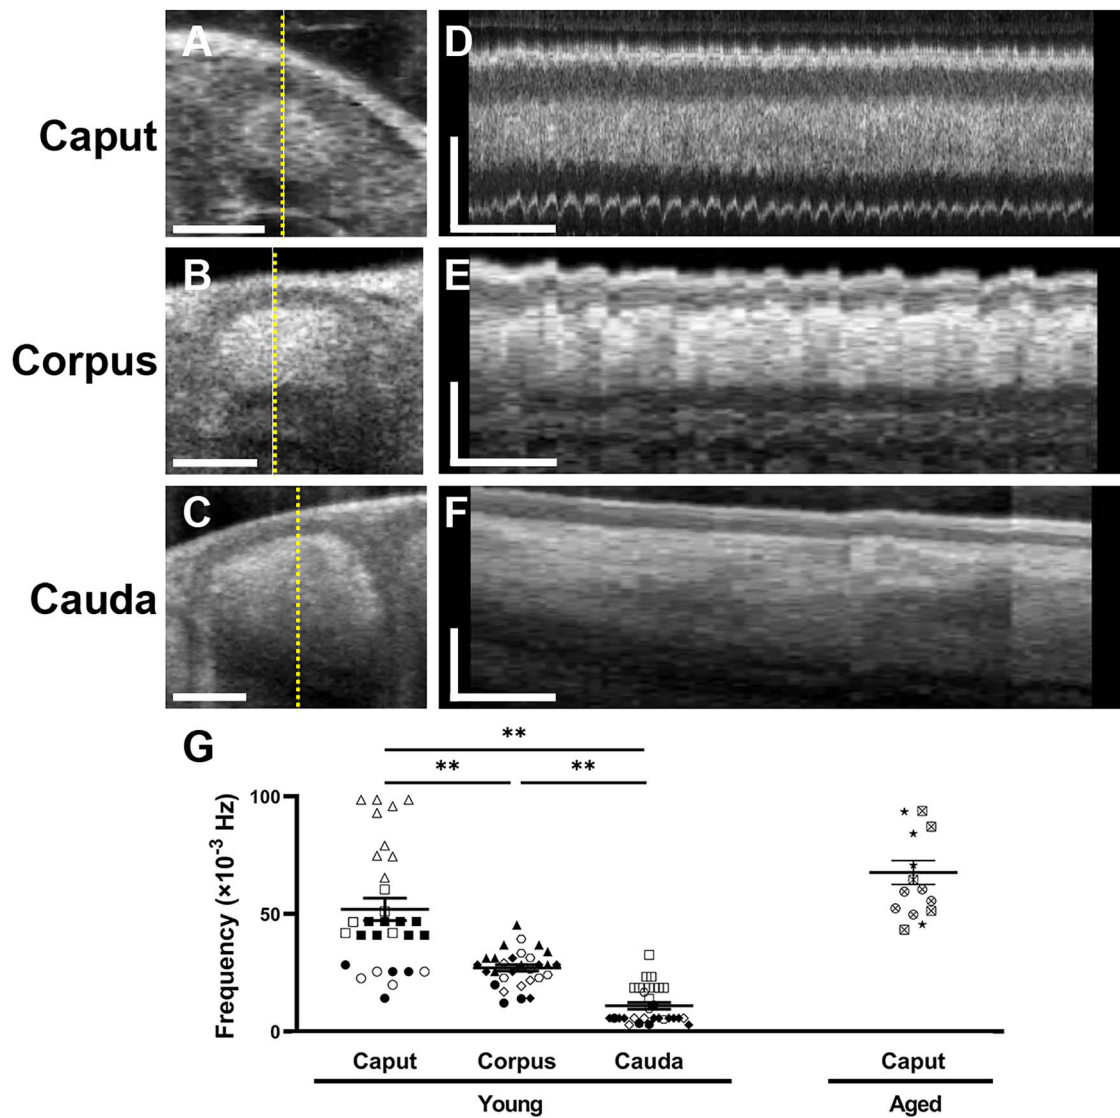 A
D
Caput
B
E
Corpus
C
F
Cauda
G
**
** **
100
50
0
Frequency (×10⁻³ Hz)
Caput Corpus Cauda Caput
Young Aged